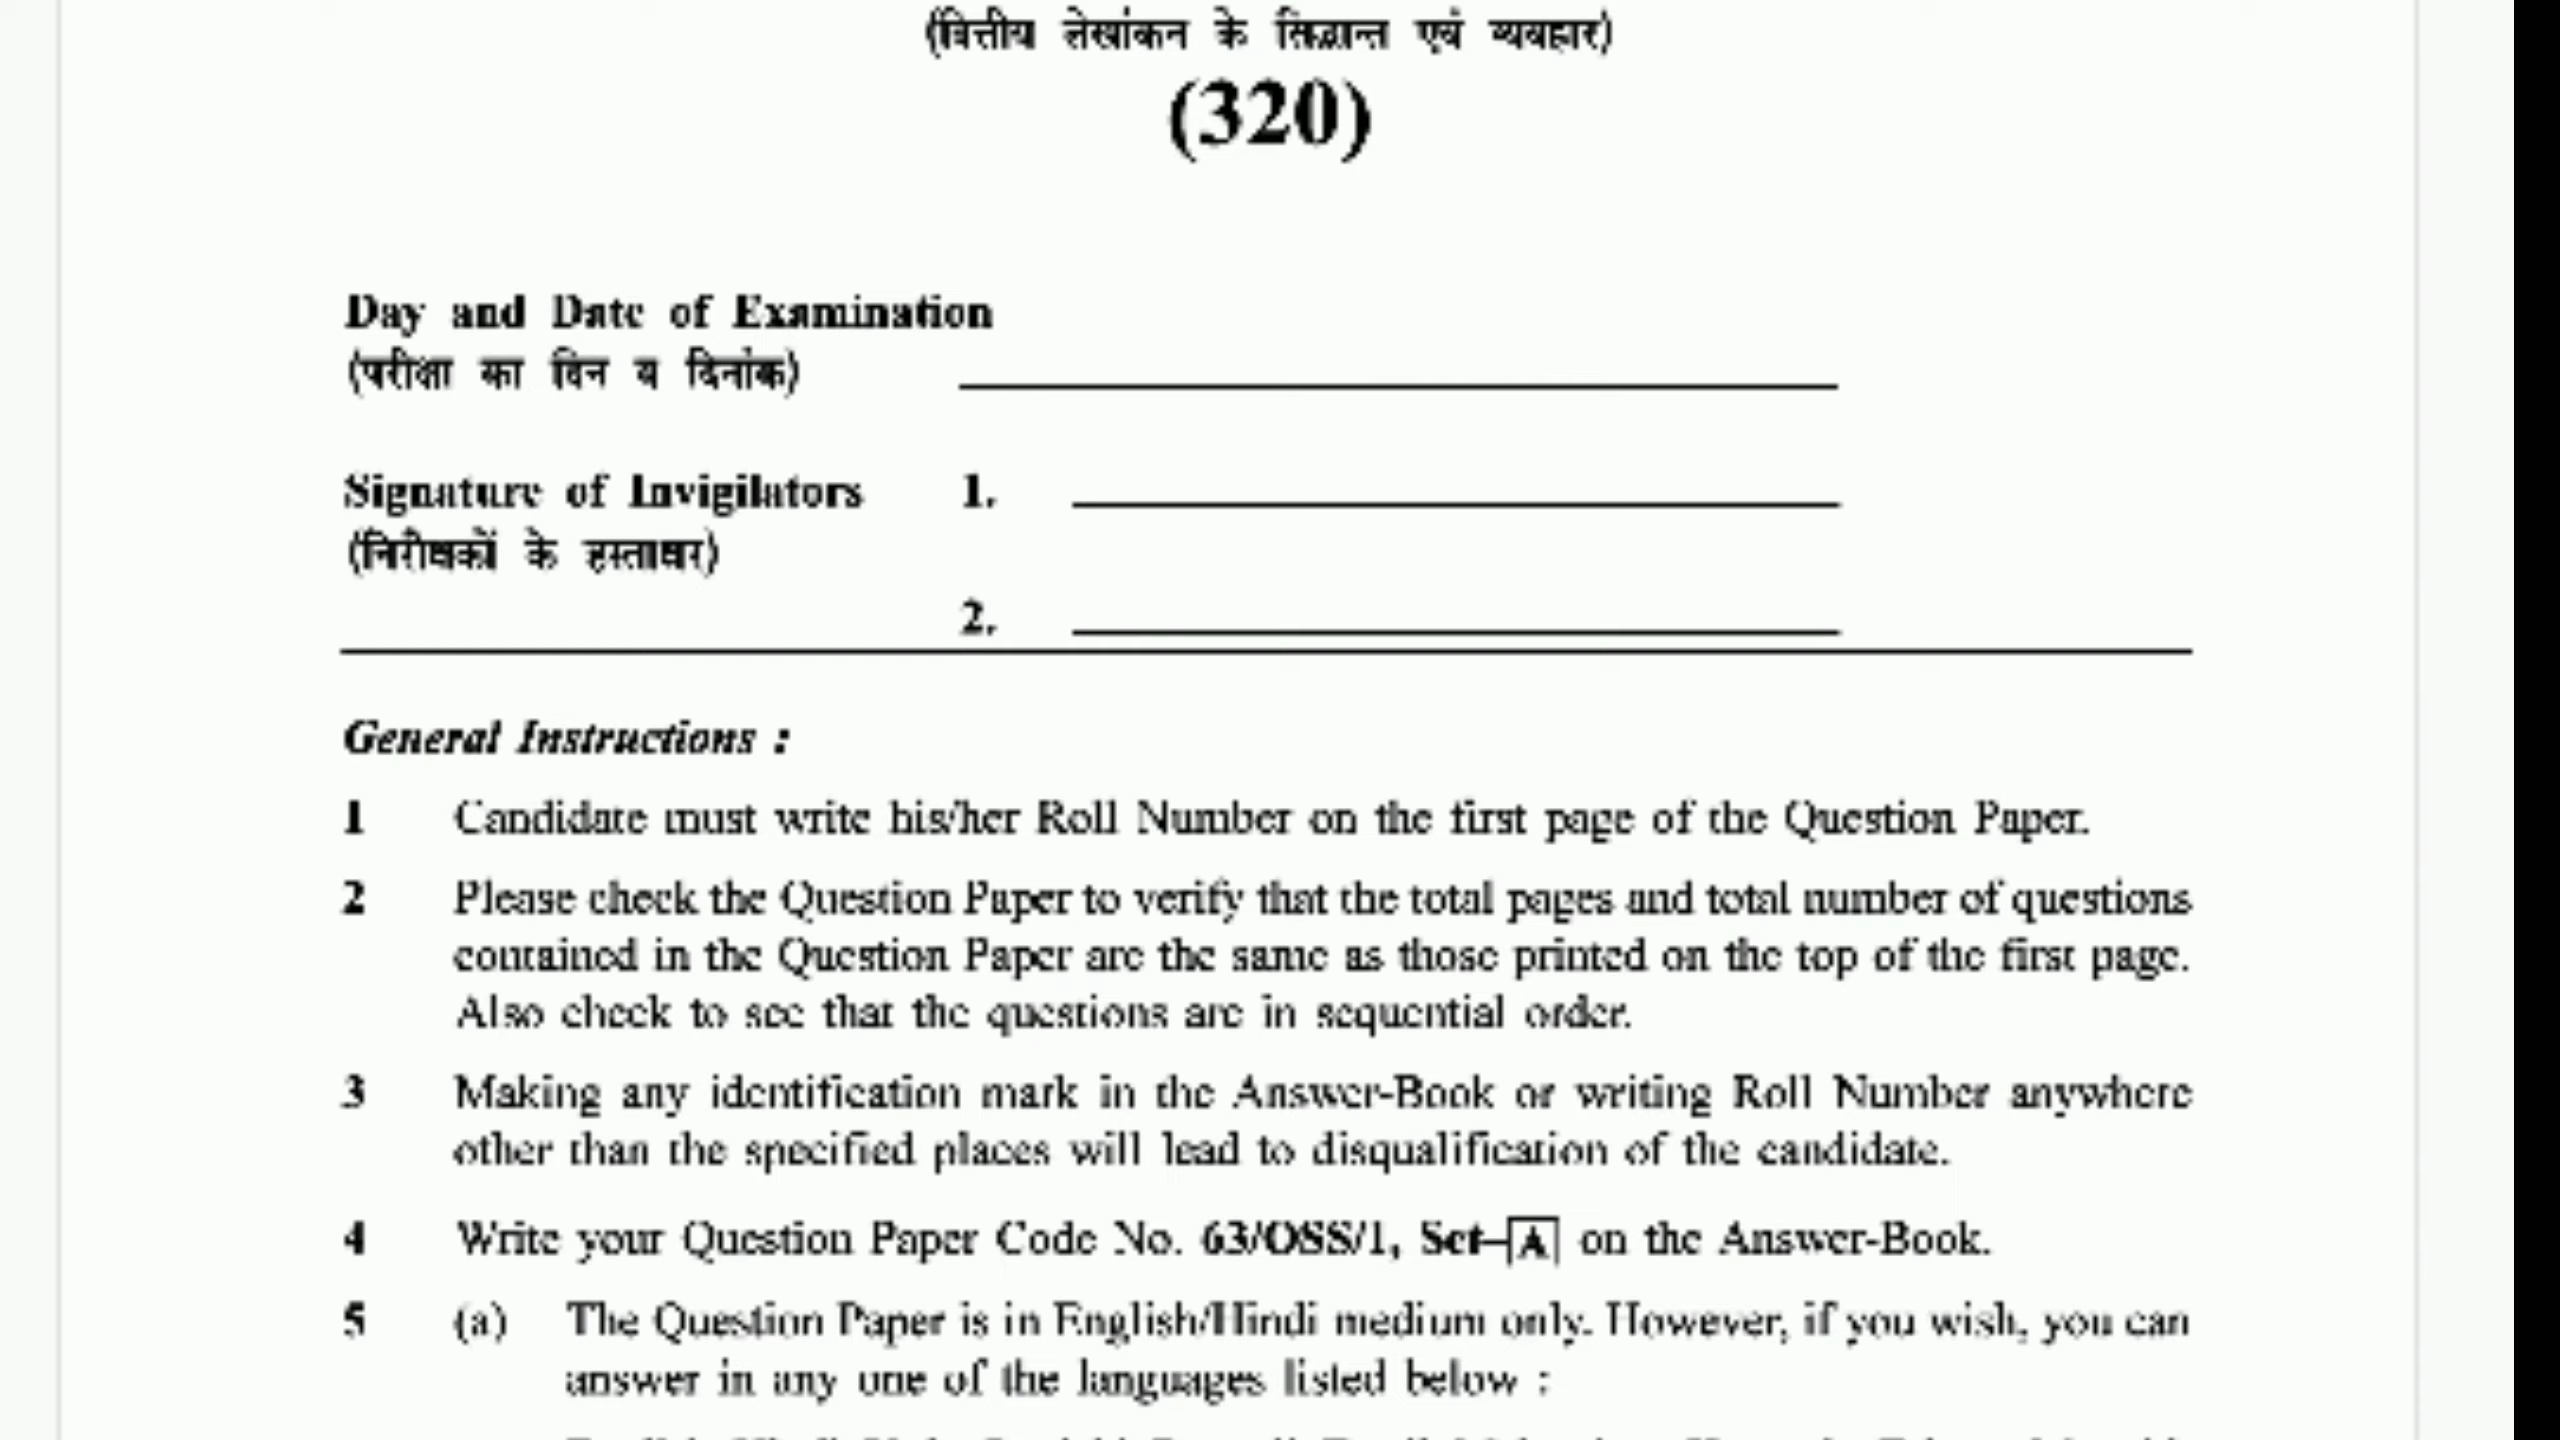 (वित्तीय लेखांकन के सिद्धान्त एवं व्यवहार)
(320)
Day and Date of Examination
(परीक्षा का दिन व दिनांक)
Signature of Invigilators 1.
(निरीक्षकों के हस्ताक्षर)
2.
General Instructions :
1 Candidate must write his/her Roll Number on the first page of the Question Paper.
2 Please check the Question Paper to verify that the total pages and total number of questions
contained in the Question Paper are the same as those printed on the top of the first page.
Also check to see that the questions are in sequential order.
3 Making any identification mark in the Answer-Book or writing Roll Number anywhere
other than the specified places will lead to disqualification of the candidate.
4 Write your Question Paper Code No. 63/OSS/1, Set–A on the Answer-Book.
5 (a) The Question Paper is in English/Hindi medium only. However, if you wish, you can
answer in any one of the languages listed below :